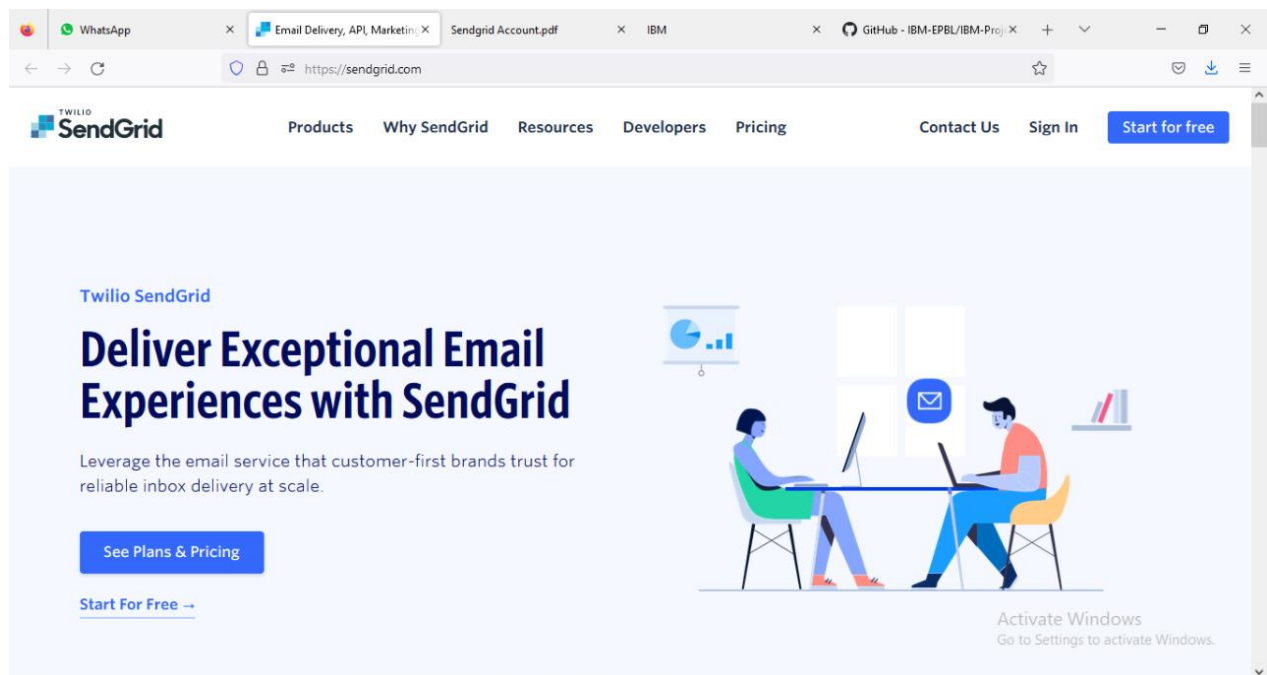 WhatsApp
Email Delivery, API, Marketing
Sendgrid Account.pdf
IBM
GitHub - IBM-EPBL/IBM-Proj
https://sendgrid.com
TWILIO
SendGrid
Products Why SendGrid Resources Developers Pricing Contact Us Sign In Start for free
Twilio SendGrid
Deliver Exceptional Email
Experiences with SendGrid
Leverage the email service that customer-first brands trust for
reliable inbox delivery at scale.
See Plans & Pricing
Start For Free →
Activate Windows
Go to Settings to activate Windows.